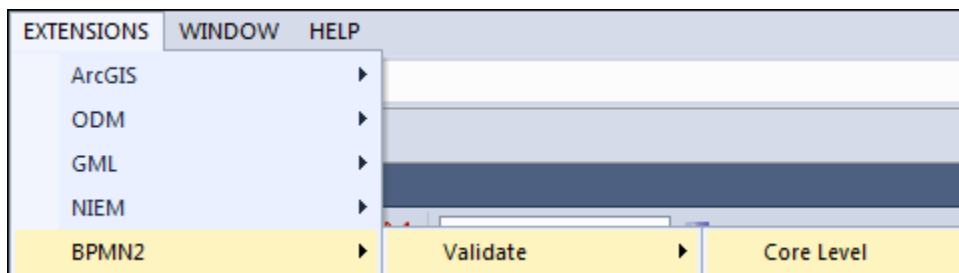 EXTENSIONS WINDOW HELP
ArcGIS
ODM
GML
NIEM
BPMN2 Validate Core Level